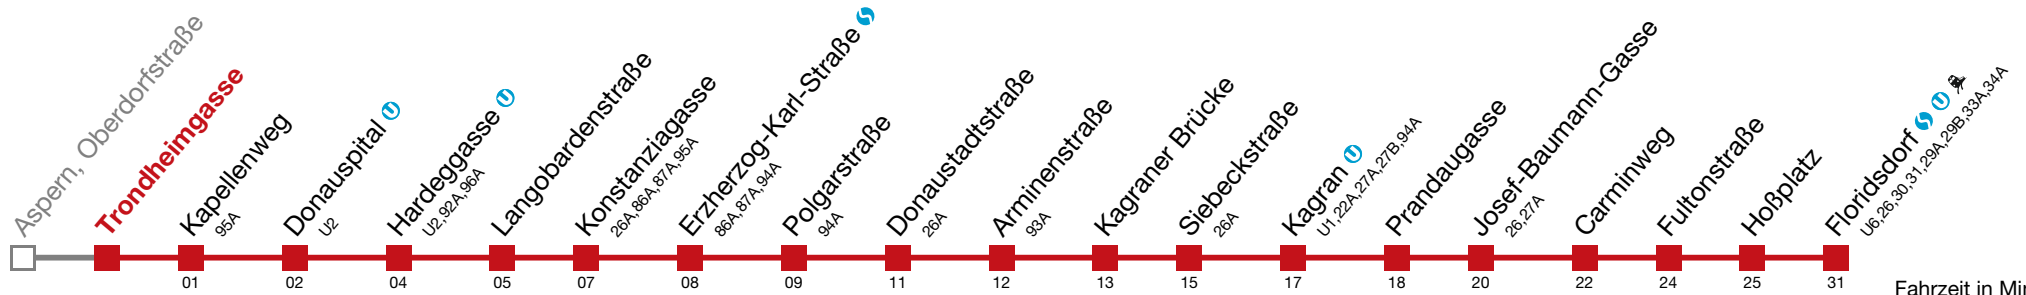 Aspern, Oberdorfstraße
Trondheimgasse
Kapellenweg
95A
Donauspital U
U2
Hardeggasse U
U2,92A,96A
Langobardenstraße
Konstanziagasse
26A,86A,87A,95A
Erzherzog-Karl-Straße S
86A,87A,94A
Polgarstraße
94A
Donaustadtstraße
26A
Arminenstraße
93A
Kagraner Brücke
Siebeckstraße
26A
Kagran U
U1,22A,27A,27B,94A
Prandaugasse
Josef-Baumann-Gasse
26,27A
Carminweg
Fultonstraße
Hoßplatz
Floridsdorf S U
U6,26,30,31,29A,29B,33A,34A
01 02 04 05 07 08 09 11 12 13 15 17 18 20 22 24 25 31
Fahrzeit in Min